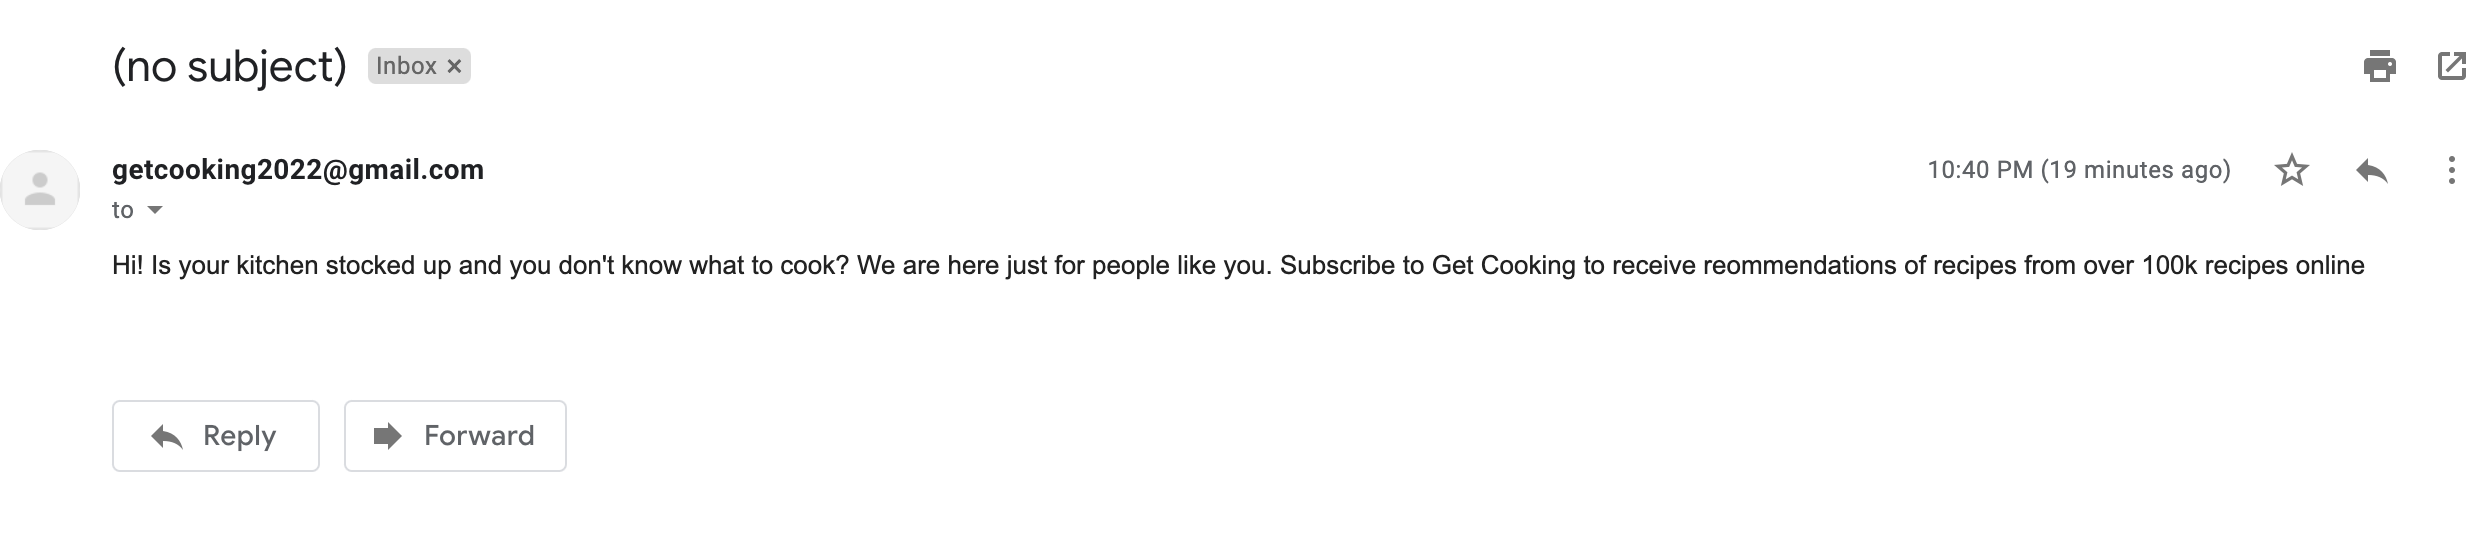 (no subject) Inbox ×
getcooking2022@gmail.com 10:40 PM (19 minutes ago)
to
Hi! Is your kitchen stocked up and you don't know what to cook? We are here just for people like you. Subscribe to Get Cooking to receive reommendations of recipes from over 100k recipes online
Reply Forward